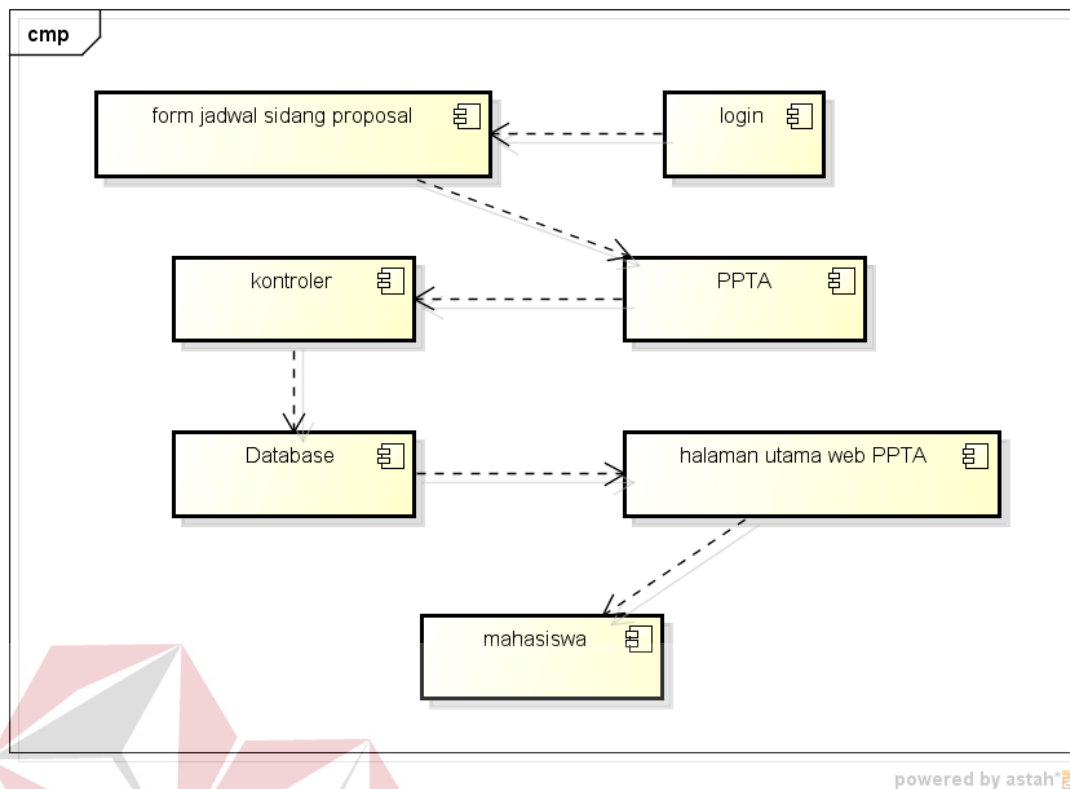 cmp
form jadwal sidang proposal
login
kontroler
PPTA
Database
halaman utama web PPTA
mahasiswa
powered by astah*